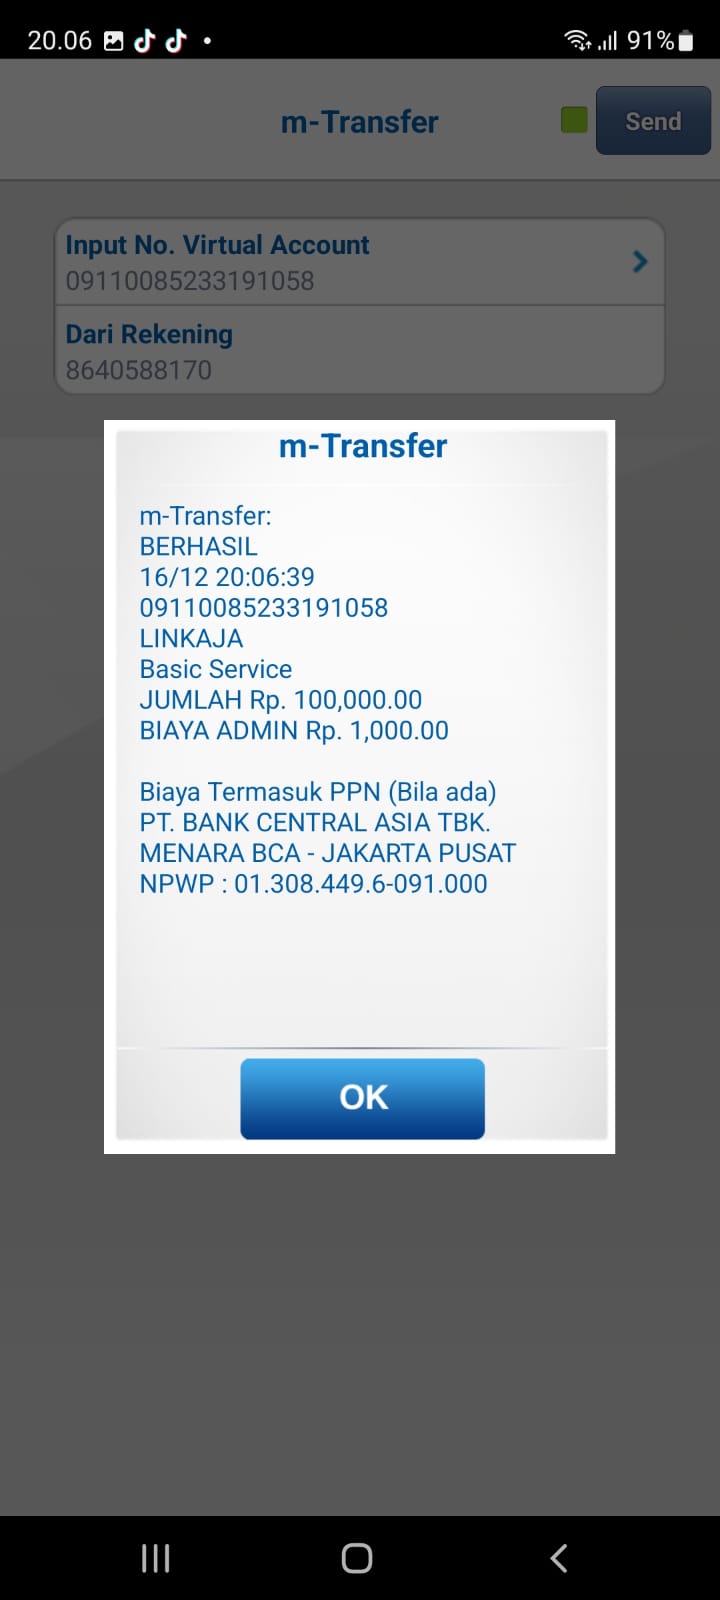 20.06 91%
m-Transfer
Send
Input No. Virtual Account
09110085233191058
Dari Rekening
8640588170
m-Transfer
m-Transfer:
BERHASIL
16/12 20:06:39
09110085233191058
LINKAJA
Basic Service
JUMLAH Rp. 100,000.00
BIAYA ADMIN Rp. 1,000.00
Biaya Termasuk PPN (Bila ada)
PT. BANK CENTRAL ASIA TBK.
MENARA BCA - JAKARTA PUSAT
NPWP : 01.308.449.6-091.000
OK